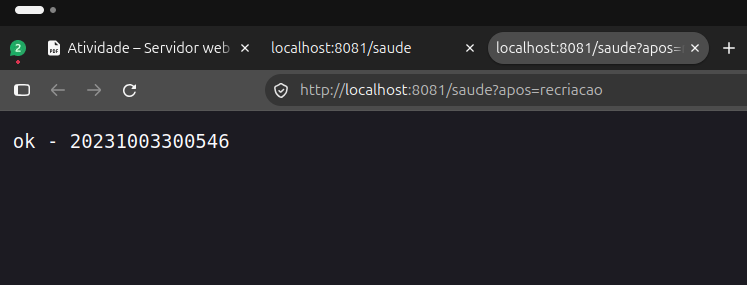 2
PDF
Atividade – Servidor web
localhost:8081/saude
localhost:8081/saude?apos=
http://localhost:8081/saude?apos=recriacao
ok - 20231003300546